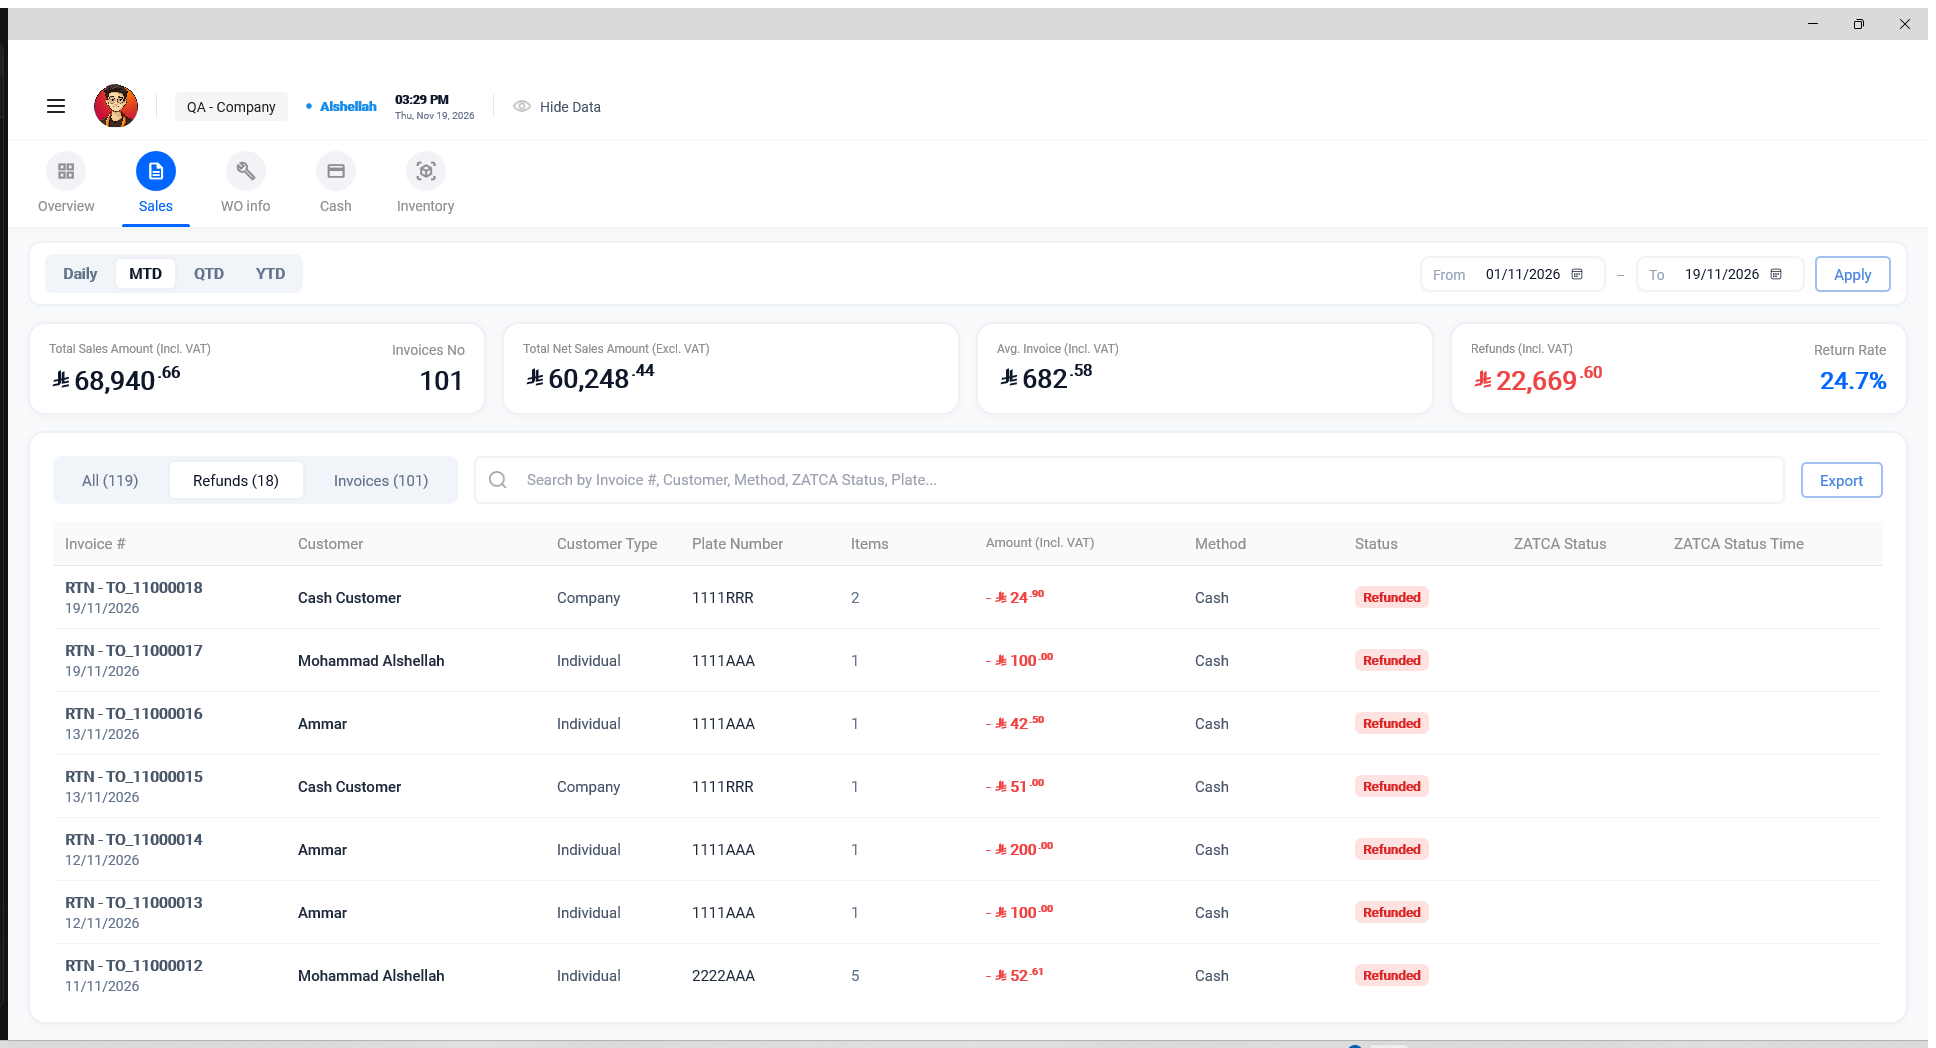 QA - Company
Alshellah
03:29 PM
Thu, Nov 19, 2026
Hide Data
Overview
Sales
WO info
Cash
Inventory
Daily MTD QTD YTD
From 01/11/2026 – To 19/11/2026 Apply
Total Sales Amount (Incl. VAT) Invoices No
68,940.66 101
Total Net Sales Amount (Excl. VAT)
60,248.44
Avg. Invoice (Incl. VAT)
682.58
Refunds (Incl. VAT) Return Rate
22,669.60 24.7%
All (119) Refunds (18) Invoices (101)
Search by Invoice #, Customer, Method, ZATCA Status, Plate...
Export
Invoice # Customer Customer Type Plate Number Items Amount (Incl. VAT) Method Status ZATCA Status ZATCA Status Time
RTN - TO_11000018
19/11/2026
Cash Customer Company 1111RRR 2 - 24.90 Cash Refunded
RTN - TO_11000017
19/11/2026
Mohammad Alshellah Individual 1111AAA 1 - 100.00 Cash Refunded
RTN - TO_11000016
13/11/2026
Ammar Individual 1111AAA 1 - 42.50 Cash Refunded
RTN - TO_11000015
13/11/2026
Cash Customer Company 1111RRR 1 - 51.00 Cash Refunded
RTN - TO_11000014
12/11/2026
Ammar Individual 1111AAA 1 - 200.00 Cash Refunded
RTN - TO_11000013
12/11/2026
Ammar Individual 1111AAA 1 - 100.00 Cash Refunded
RTN - TO_11000012
11/11/2026
Mohammad Alshellah Individual 2222AAA 5 - 52.61 Cash Refunded